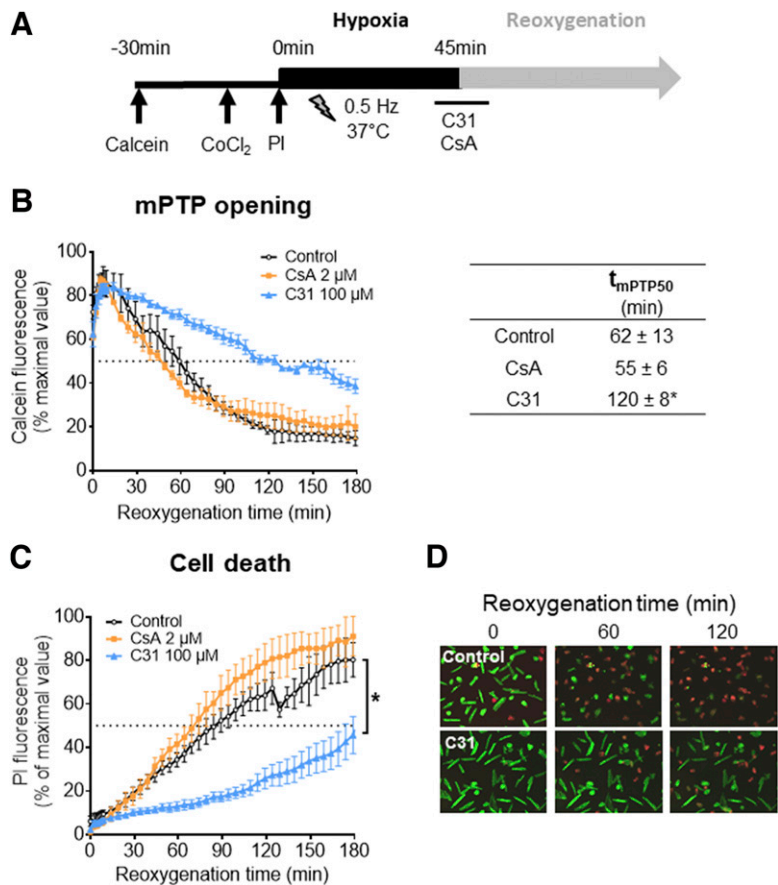 A
Hypoxia
Reoxygenation
-30min
0min
45min
0.5 Hz
37°C
C31
CsA
Calcein
CoCl2
PI
B
mPTP opening
Control
CsA 2 µM
C31 100 µM
Calcein fluorescence
(% maximal value)
100
80
60
40
20
0
0 30 60 90 120 150 180
Reoxygenation time (min)
tmPTP50
(min)
Control 62 ± 13
CsA 55 ± 6
C31 120 ± 8*
C
Cell death
Control
CsA 2 µM
C31 100 µM
PI fluorescence
(% of maximal value)
100
80
60
40
20
0
*
0 30 60 90 120 150 180
Reoxygenation time (min)
D
Reoxygenation time (min)
0 60 120
Control
C31